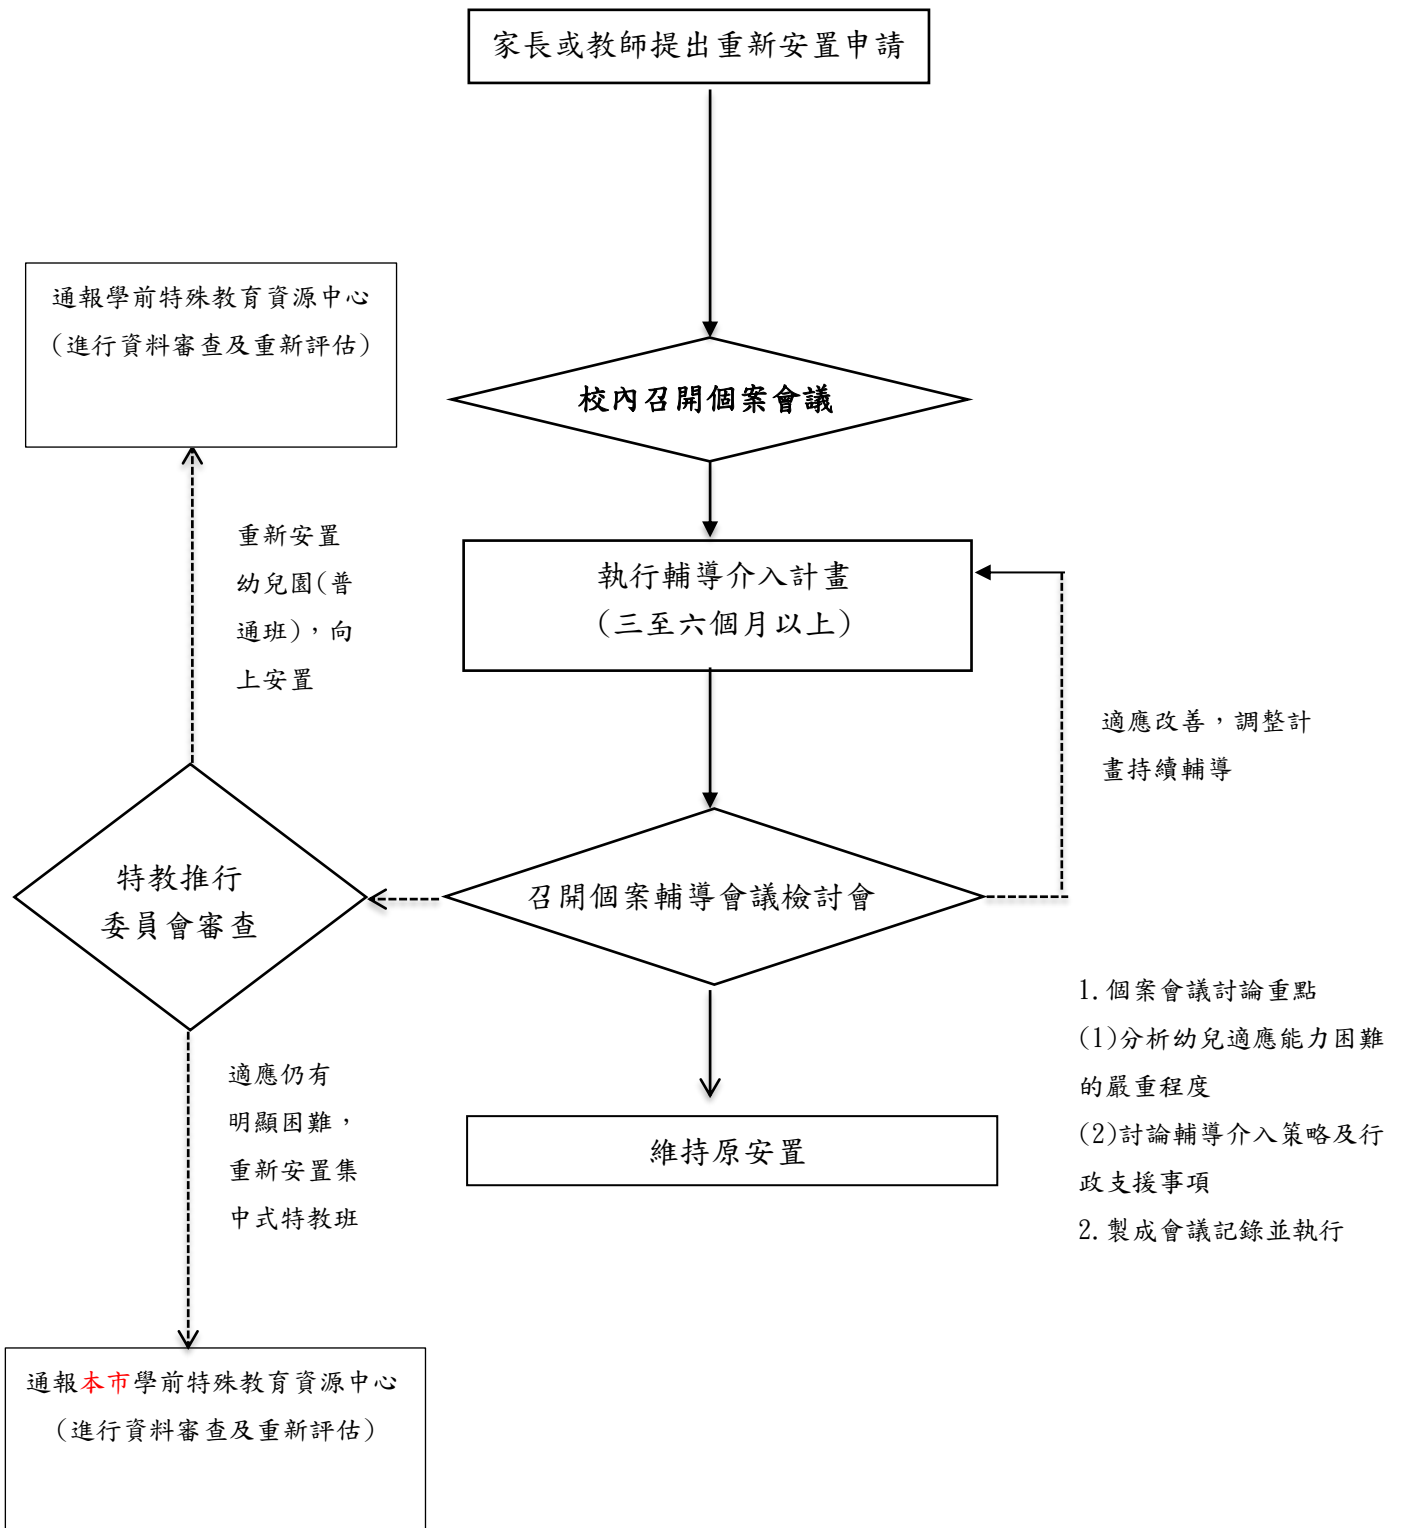 家長或教師提出重新安置申請
通報學前特殊教育資源中心
(進行資料審查及重新評估)
校內召開個案會議
重新安置
幼兒園(普
通班)，向
上安置
執行輔導介入計畫
(三至六個月以上)
適應改善，調整計
畫持續輔導
特教推行
委員會審查
召開個案輔導會議檢討會
1.個案會議討論重點
(1)分析幼兒適應能力困難
的嚴重程度
(2)討論輔導介入策略及行
政支援事項
2.製成會議記錄並執行
適應仍有
明顯困難，
重新安置集
中式特教班
維持原安置
通報本市學前特殊教育資源中心
(進行資料審查及重新評估)